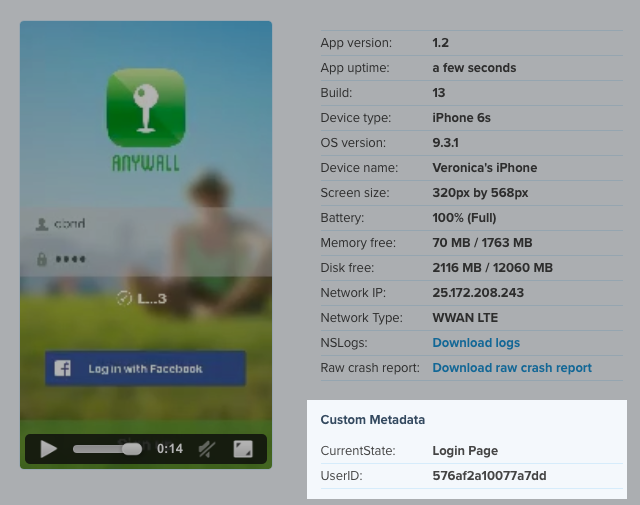 ANYWALL
••••
L...3
Log in with Facebook
0:14
App version: 1.2
App uptime: a few seconds
Build: 13
Device type: iPhone 6s
OS version: 9.3.1
Device name: Veronica's iPhone
Screen size: 320px by 568px
Battery: 100% (Full)
Memory free: 70 MB / 1763 MB
Disk free: 2116 MB / 12060 MB
Network IP: 25.172.208.243
Network Type: WWAN LTE
NSLogs: Download logs
Raw crash report: Download raw crash report
Custom Metadata
CurrentState: Login Page
UserID: 576af2a10077a7dd